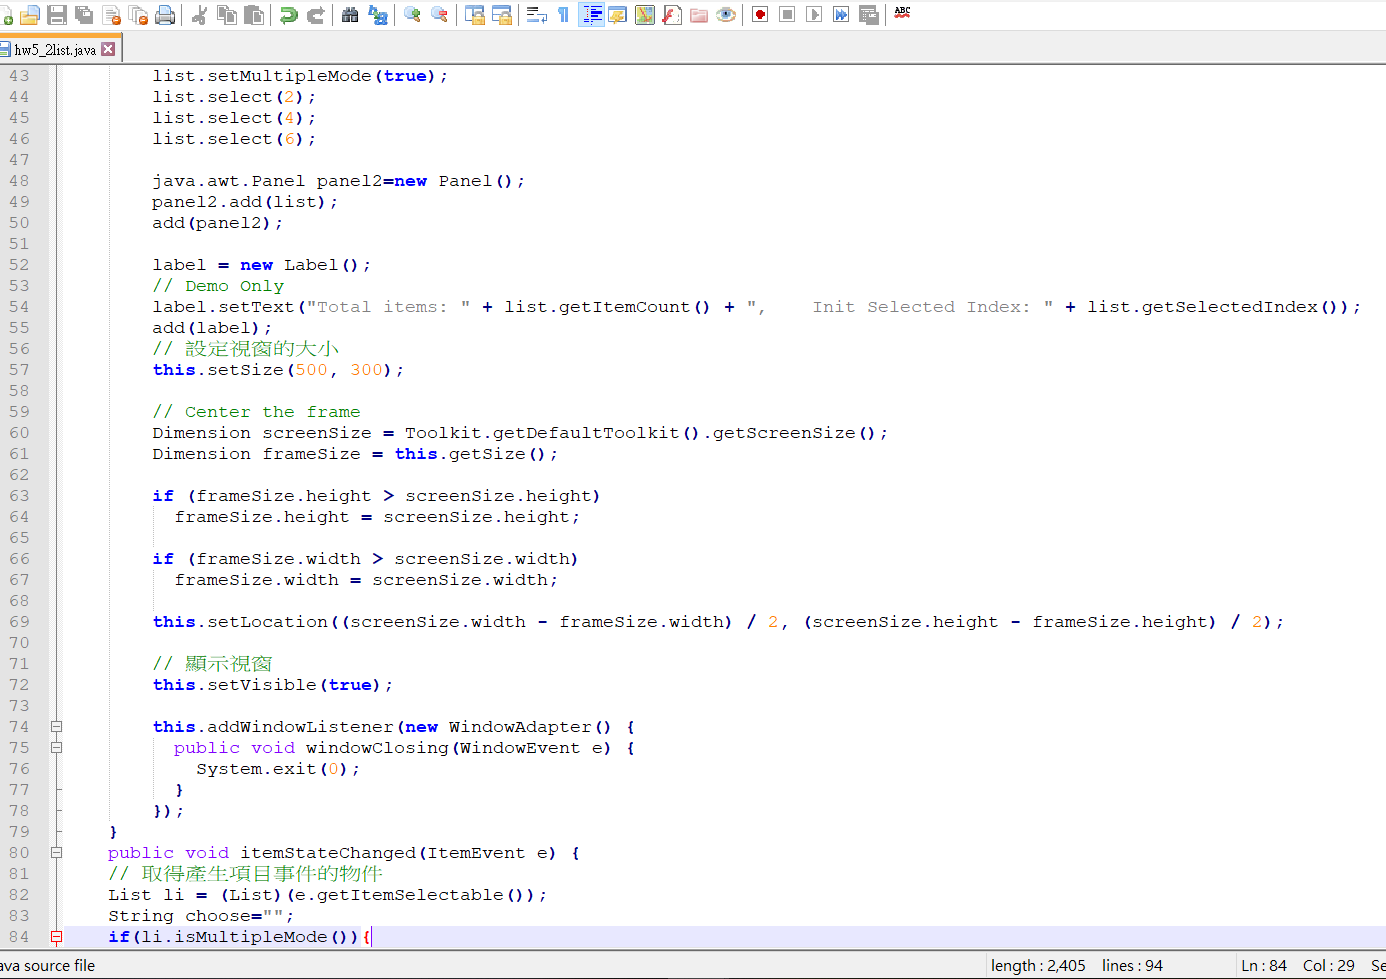 ABC
hw5_2list.java
43 list.setMultipleMode(true);
44 list.select(2);
45 list.select(4);
46 list.select(6);
47
48 java.awt.Panel panel2=new Panel();
49 panel2.add(list);
50 add(panel2);
51
52 label = new Label();
53 // Demo Only
54 label.setText("Total items: " + list.getItemCount() + ",    Init Selected Index: " + list.getSelectedIndex());
55 add(label);
56 // 設定視窗的大小
57 this.setSize(500, 300);
58
59 // Center the frame
60 Dimension screenSize = Toolkit.getDefaultToolkit().getScreenSize();
61 Dimension frameSize = this.getSize();
62
63 if (frameSize.height > screenSize.height)
64 frameSize.height = screenSize.height;
65
66 if (frameSize.width > screenSize.width)
67 frameSize.width = screenSize.width;
68
69 this.setLocation((screenSize.width - frameSize.width) / 2, (screenSize.height - frameSize.height) / 2);
70
71 // 顯示視窗
72 this.setVisible(true);
73
74 this.addWindowListener(new WindowAdapter() {
75 public void windowClosing(WindowEvent e) {
76 System.exit(0);
77 }
78 });
79 }
80 public void itemStateChanged(ItemEvent e) {
81 // 取得產生項目事件的物件
82 List li = (List)(e.getItemSelectable());
83 String choose="";
84 if(li.isMultipleMode()){
ava source file length : 2,405 lines : 94 Ln : 84 Col : 29 Se